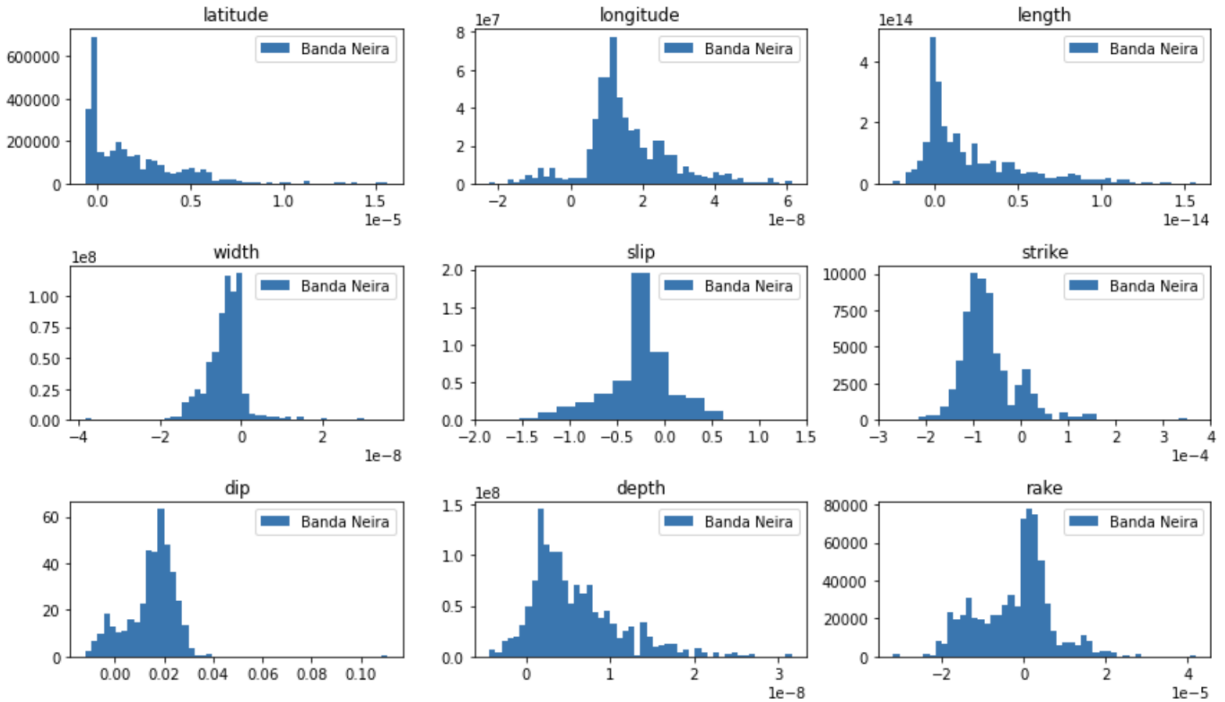 latitude
Banda Neira
600000
400000
200000
0
0.0 0.5 1.0 1.5
1e−5
longitude
1e7
Banda Neira
8
6
4
2
0
−2 0 2 4 6
1e−8
length
1e14
Banda Neira
4
2
0
0.0 0.5 1.0 1.5
1e−14
width
1e8
Banda Neira
1.00
0.75
0.50
0.25
0.00
−4 −2 0 2
1e−8
slip
Banda Neira
2.0
1.5
1.0
0.5
0.0
−2.0 −1.5 −1.0 −0.5 0.0 0.5 1.0 1.5
strike
Banda Neira
10000
7500
5000
2500
0
−3 −2 −1 0 1 2 3 4
1e−4
dip
Banda Neira
60
40
20
0
0.00 0.02 0.04 0.06 0.08 0.10
depth
1e8
Banda Neira
1.5
1.0
0.5
0.0
0 1 2 3
1e−8
rake
Banda Neira
80000
60000
40000
20000
0
−2 0 2 4
1e−5